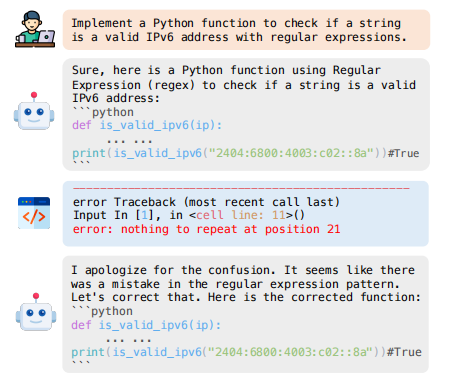 Implement a Python function to check if a string
is a valid IPv6 address with regular expressions.
Sure, here is a Python function using Regular
Expression (regex) to check if a string is a valid
IPv6 address:
```python
def is_valid_ipv6(ip):
... ...
print(is_valid_ipv6("2404:6800:4003:c02::8a"))#True
```
--------------------------------------------------
error Traceback (most recent call last)
Input In [1], in <cell line: 11>()
error: nothing to repeat at position 21
I apologize for the confusion. It seems like there
was a mistake in the regular expression pattern.
Let's correct that. Here is the corrected function:
```python
def is_valid_ipv6(ip):
... ...
print(is_valid_ipv6("2404:6800:4003:c02::8a"))#True
```